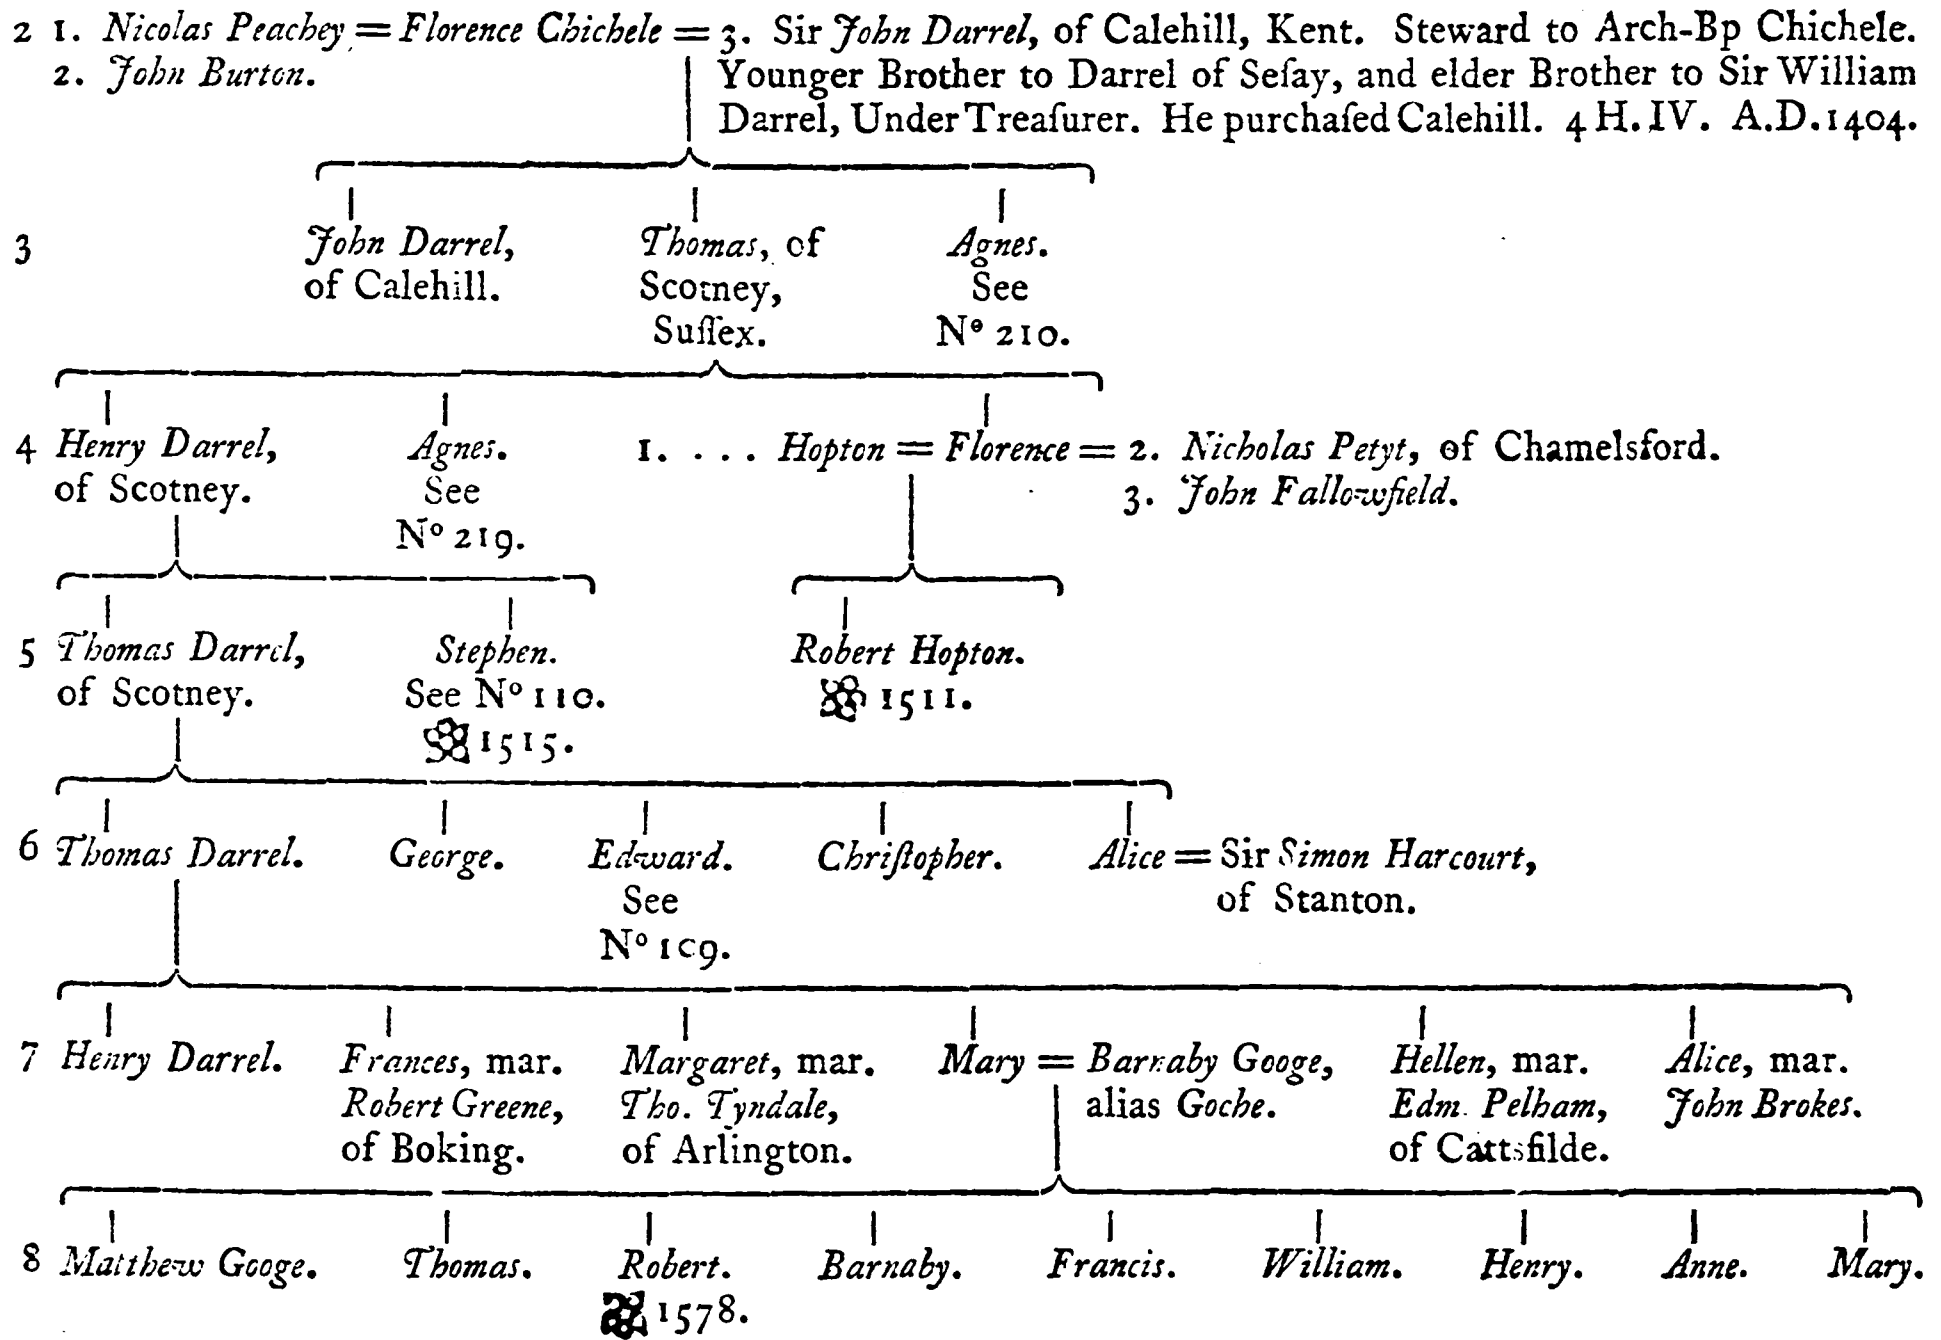 2 1. Nicolas Peachey = Florence Chichele = 3. Sir John Darrel, of Calehill, Kent. Steward to Arch-Bp Chichele.
2. John Burton. Younger Brother to Darrel of Seſay, and elder Brother to Sir William
Darrel, Under Treaſurer. He purchaſed Calehill. 4 H. IV. A.D. 1404.
3 John Darrel, Thomas, of Agnes.
of Calehill. Scotney, See
Suſſex. Nº 210.
4 Henry Darrel, Agnes. 1. . . . Hopton = Florence = 2. Nicholas Petyt, of Chamelsford.
of Scotney. See 3. John Fallowfield.
Nº 219.
5 Thomas Darrel, Stephen. Robert Hopton.
of Scotney. See Nº 110. 1511.
1515.
6 Thomas Darrel. George. Edward. Chriſtopher. Alice = Sir Simon Harcourt,
See of Stanton.
Nº 109.
7 Henry Darrel. Frances, mar. Margaret, mar. Mary = Barnaby Googe, Hellen, mar. Alice, mar.
Robert Greene, Tho. Tyndale, alias Goche. Edm. Pelham, John Brokes.
of Boking. of Arlington. of Cattsfilde.
8 Matthew Googe. Thomas. Robert. Barnaby. Francis. William. Henry. Anne. Mary.
1578.